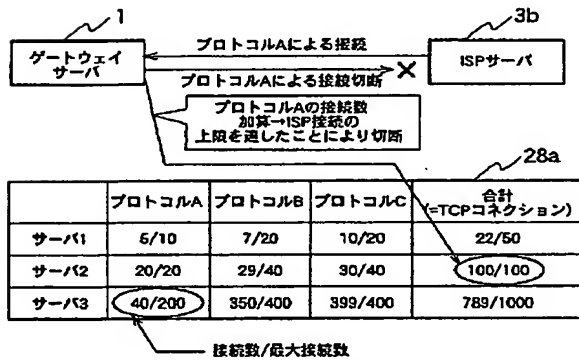 1
3b
プロトコルAによる接続
ゲートウェイ
サーバ
ISPサーバ
プロトコルAによる接続切断
プロトコルAの接続数
加算→ISP接続の
上限を適したことにより切断
28a
プロトコルA プロトコルB プロトコルC 合計
(=TCPコネクション)
サーバ1 5/10 7/20 10/20 22/50
サーバ2 20/20 29/40 30/40 100/100
サーバ3 40/200 350/400 399/400 789/1000
接続数/最大接続数